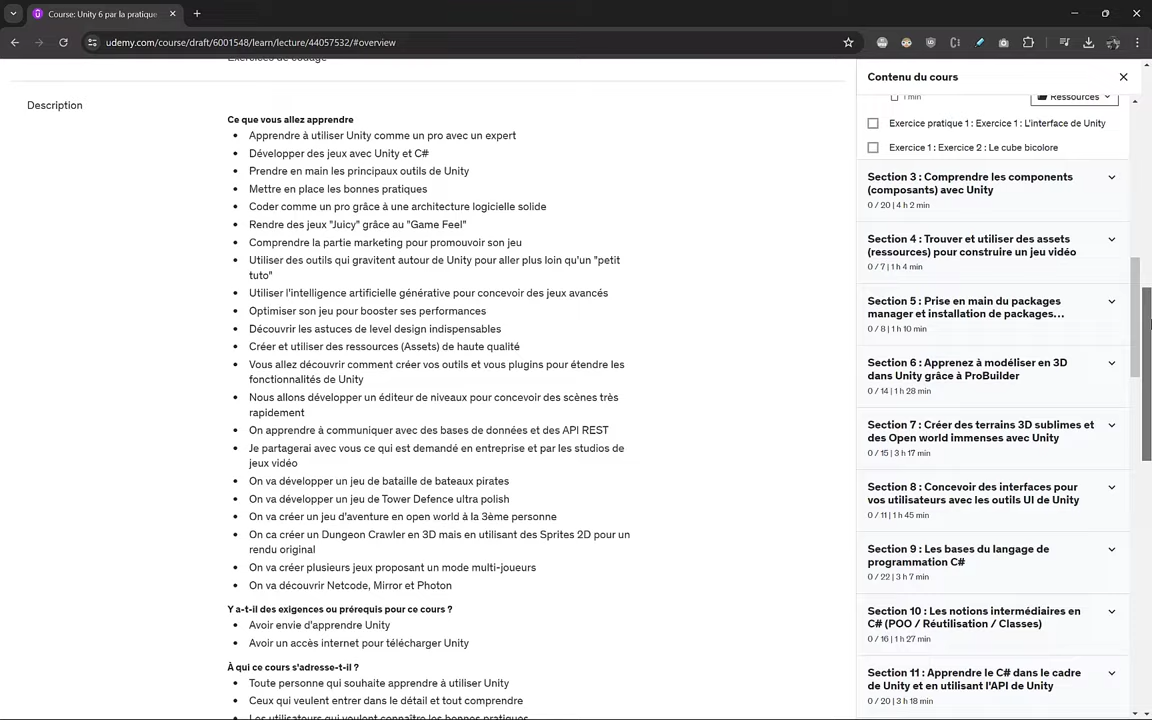 Course: Unity 6 par la pratique
udemy.com/course/draft/6001548/learn/lecture/44057532/#overview
Exercices de codage
Description
Ce que vous allez apprendre
Apprendre à utiliser Unity comme un pro avec un expert
Développer des jeux avec Unity et C#
Prendre en main les principaux outils de Unity
Mettre en place les bonnes pratiques
Coder comme un pro grâce à une architecture logicielle solide
Rendre des jeux "Juicy" grâce au "Game Feel"
Comprendre la partie marketing pour promouvoir son jeu
Utiliser des outils qui gravitent autour de Unity pour aller plus loin qu'un "petit
tuto"
Utiliser l'intelligence artificielle générative pour concevoir des jeux avancés
Optimiser son jeu pour booster ses performances
Découvrir les astuces de level design indispensables
Créer et utiliser des ressources (Assets) de haute qualité
Vous allez découvrir comment créer vos outils et vous plugins pour étendre les
fonctionnalités de Unity
Nous allons développer un éditeur de niveaux pour concevoir des scènes très
rapidement
On apprendre à communiquer avec des bases de données et des API REST
Je partagerai avec vous ce qui est demandé en entreprise et par les studios de
jeux vidéo
On va développer un jeu de bataille de bateaux pirates
On va développer un jeu de Tower Defence ultra polish
On va créer un jeu d'aventure en open world à la 3ème personne
On ca créer un Dungeon Crawler en 3D mais en utilisant des Sprites 2D pour un
rendu original
On va créer plusieurs jeux proposant un mode multi-joueurs
On va découvrir Netcode, Mirror et Photon
Y a-t-il des exigences ou prérequis pour ce cours ?
Avoir envie d'apprendre Unity
Avoir un accès internet pour télécharger Unity
À qui ce cours s'adresse-t-il ?
Toute personne qui souhaite apprendre à utiliser Unity
Ceux qui veulent entrer dans le détail et tout comprendre
Les utilisateurs qui veulent connaître les bonnes pratiques
Contenu du cours
1 min
Ressources
Exercice pratique 1 : Exercice 1 : L'interface de Unity
Exercice 1 : Exercice 2 : Le cube bicolore
Section 3 : Comprendre les components
(composants) avec Unity
0 / 20 | 4 h 2 min
Section 4 : Trouver et utiliser des assets
(ressources) pour construire un jeu vidéo
0 / 7 | 1 h 4 min
Section 5 : Prise en main du packages
manager et installation de packages...
0 / 8 | 1 h 10 min
Section 6 : Apprenez à modéliser en 3D
dans Unity grâce à ProBuilder
0 / 14 | 1 h 28 min
Section 7 : Créer des terrains 3D sublimes et
des Open world immenses avec Unity
0 / 15 | 3 h 17 min
Section 8 : Concevoir des interfaces pour
vos utilisateurs avec les outils UI de Unity
0 / 11 | 1 h 45 min
Section 9 : Les bases du langage de
programmation C#
0 / 22 | 3 h 7 min
Section 10 : Les notions intermédiaires en
C# (POO / Réutilisation / Classes)
0 / 16 | 1 h 27 min
Section 11 : Apprendre le C# dans le cadre
de Unity et en utilisant l'API de Unity
0 / 20 | 3 h 18 min